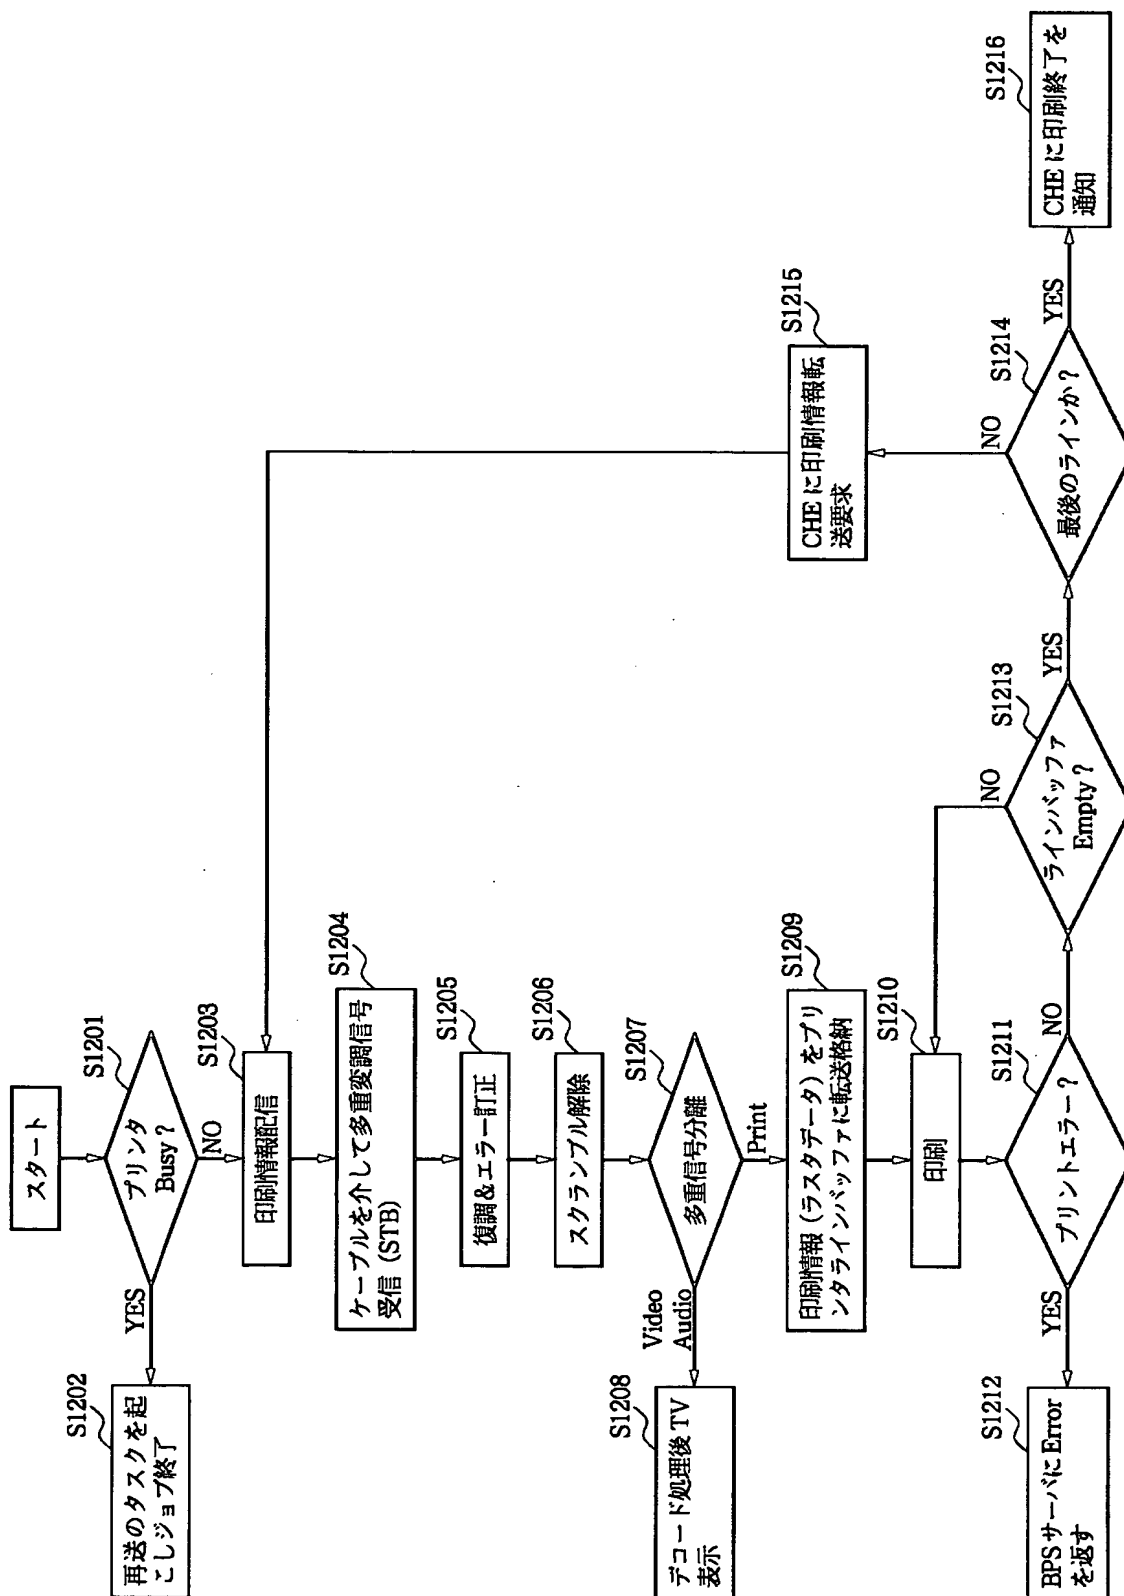 スタート
S1201
プリンタ
Busy？
YES
NO
S1202
再送のタスクを起
こしジョブ終了
S1203
印刷情報配信
S1204
ケーブルを介して多重変調信号
受信（STB）
S1205
復調＆エラー訂正
S1206
スクランブル解除
S1207
多重信号分離
Video
Audio
Print
S1208
デコード処理後TV
表示
S1209
印刷情報（ラスタデータ）をプリ
ンタラインバッファに転送格納
S1210
印刷
S1211
プリントエラー？
YES
NO
S1212
BPSサーバにError
を返す
S1213
ラインバッファ
Empty？
NO
YES
S1214
最後のラインか？
NO
YES
S1215
CHEに印刷情報転
送要求
S1216
CHEに印刷終了を
通知